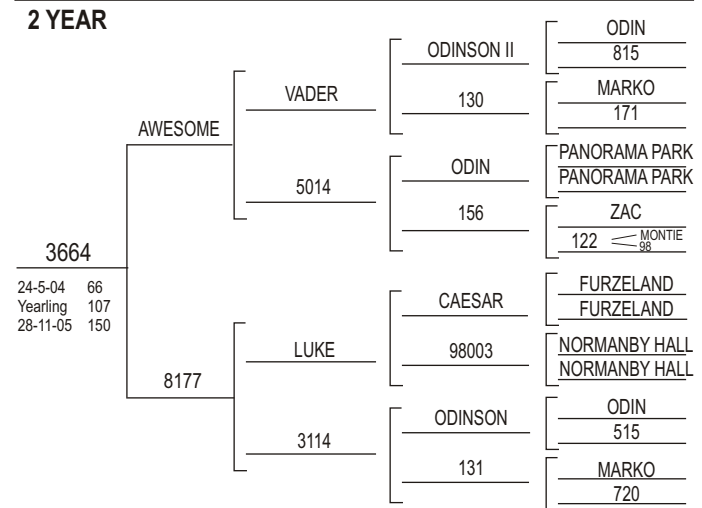 2 YEAR
3664
24-5-04 66
Yearling 107
28-11-05 150
AWESOME
8177
VADER
5014
LUKE
3114
ODINSON II
130
ODIN
156
CAESAR
98003
ODINSON
131
ODIN
815
MARKO
171
PANORAMA PARK
PANORAMA PARK
ZAC
122 MONTIE
98
FURZELAND
FURZELAND
NORMANBY HALL
NORMANBY HALL
ODIN
515
MARKO
720